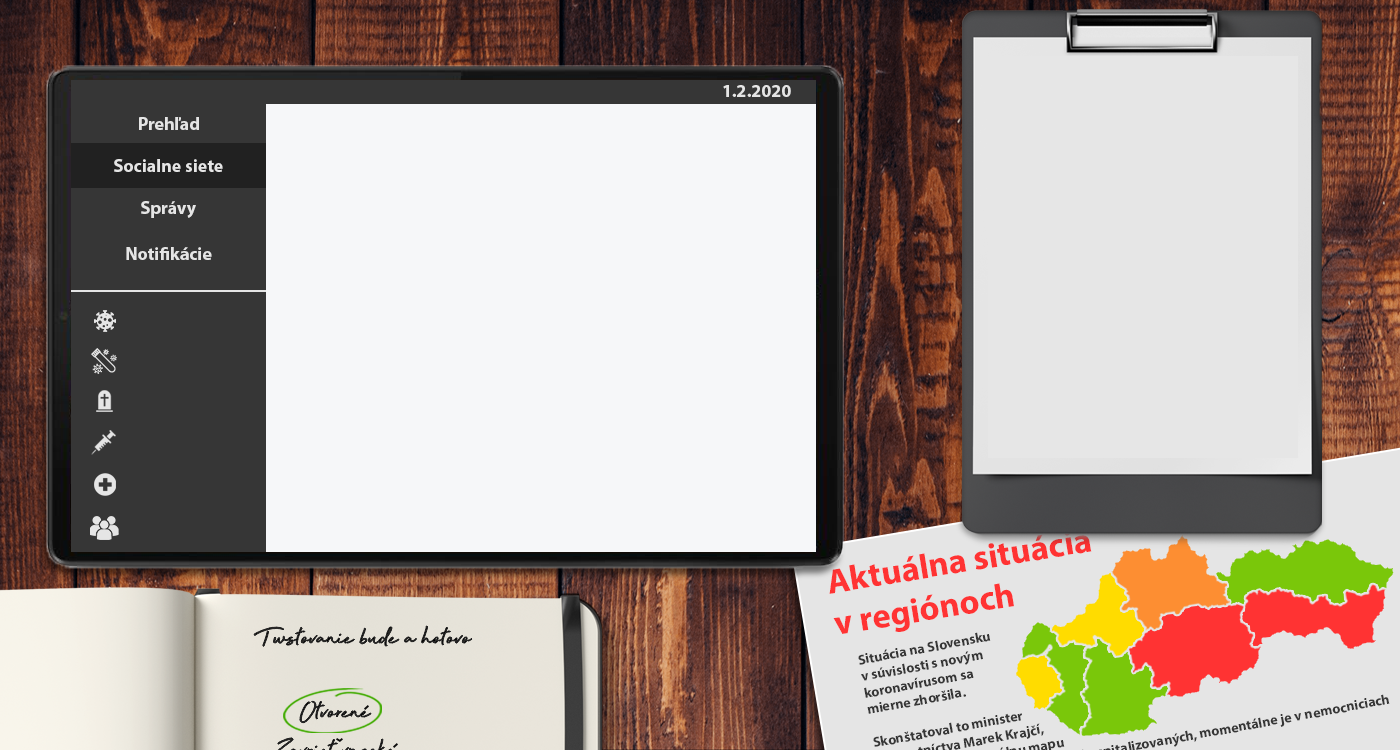 1.2.2020
Prehľad
Socialne siete
Správy
Notifikácie
Twstovanie bude a hotovo
Otvorené
Aktuálna situácia
v regiónoch
Situácia na Slovensku
v súvislosti s novým
koronavírusom sa
mierne zhoršila.
Skonštatoval to minister
Marek Krajčí,
momentálne je v nemocniciach